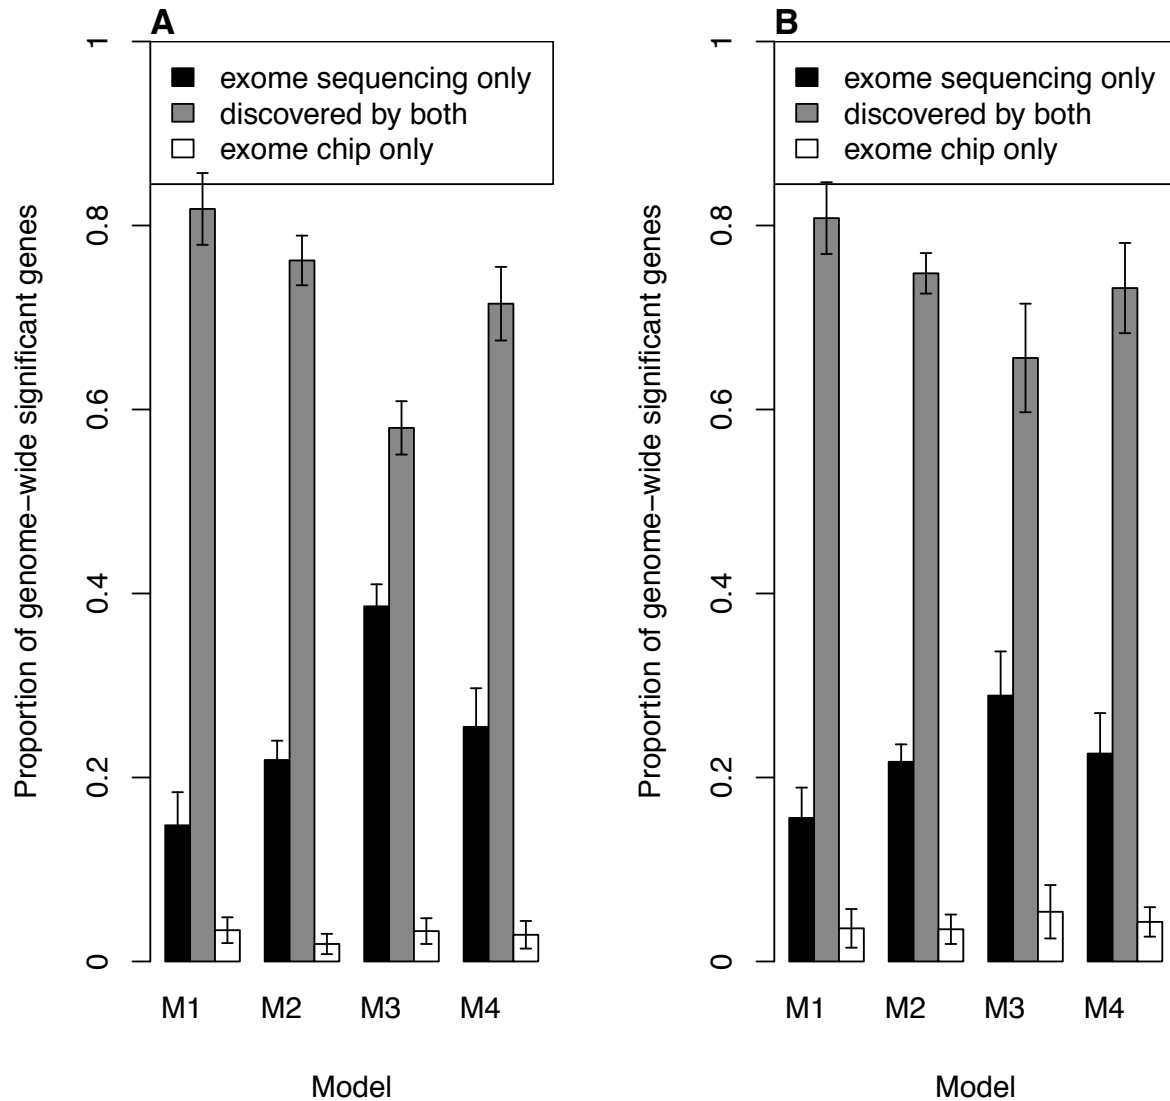 A
exome sequencing only
discovered by both
exome chip only
Proportion of genome−wide significant genes
1
0.8
0.6
0.4
0.2
0
M1 M2 M3 M4
Model
B
exome sequencing only
discovered by both
exome chip only
Proportion of genome−wide significant genes
1
0.8
0.6
0.4
0.2
0
M1 M2 M3 M4
Model